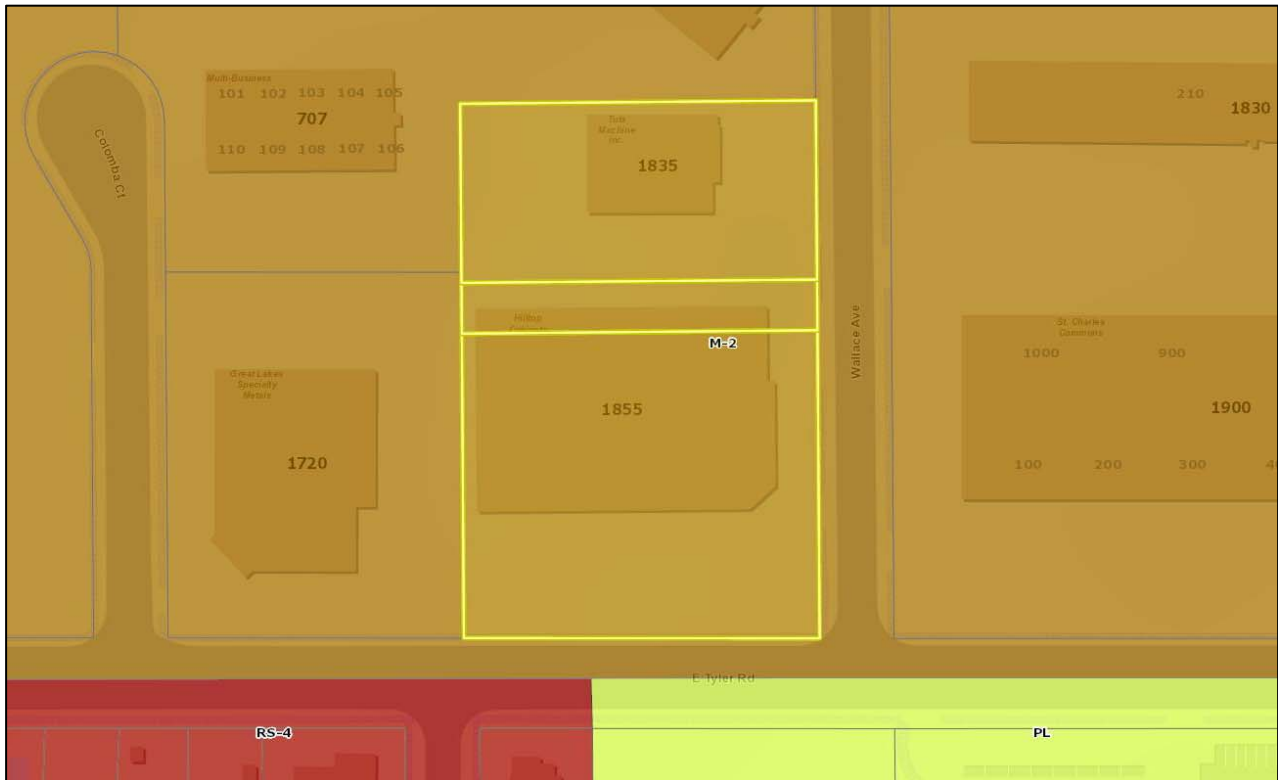 Multi-Business
101 102 103 104 105
707
110 109 108 107 106
Colomba Ct
Machine
Inc.
1835
210
1830
Hilltop
M-2
Wallace Ave
St. Charles
Commons
1000 900
1855
1900
100 200 300
Great Lakes
Specialty
Metals
1720
E Tyler Rd
RS-4
PL